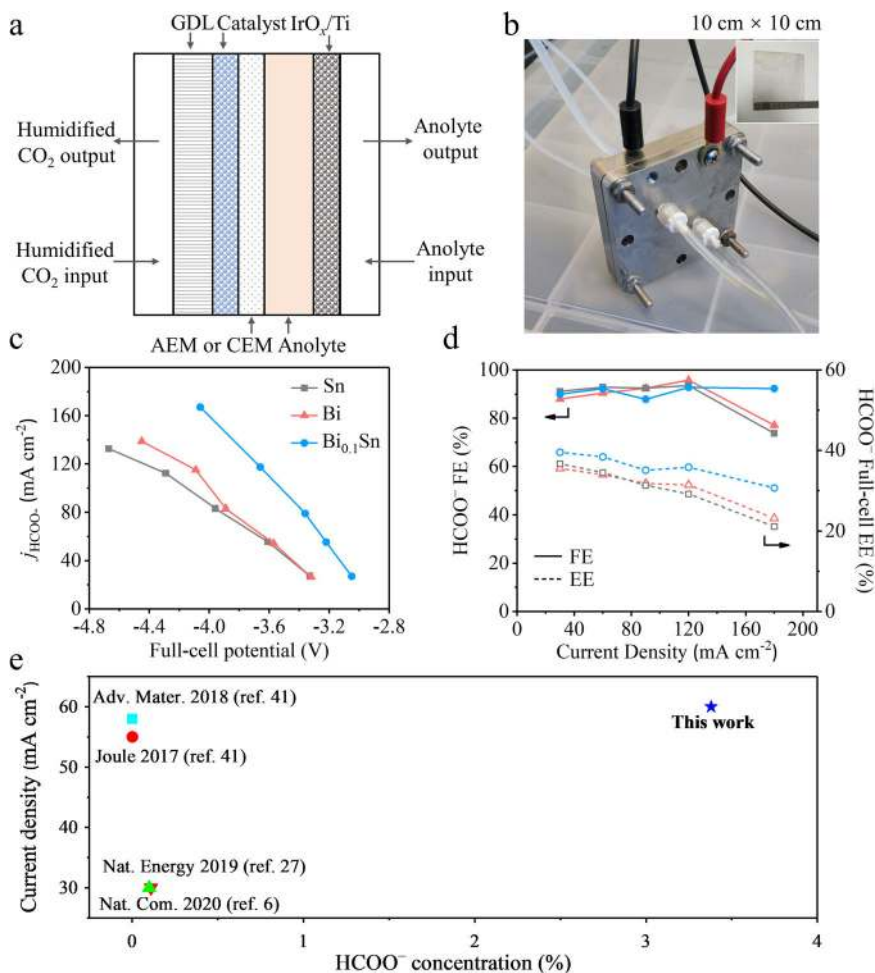 a
GDL Catalyst IrOₓ/Ti
Humidified CO₂ output
Anolyte output
Humidified CO₂ input
Anolyte input
AEM or CEM Anolyte
b
10 cm × 10 cm
c
200
160
120
80
40
0
j_HCOO- (mA cm⁻²)
Sn
Bi
Bi₀.₁Sn
-4.8 -4.4 -4.0 -3.6 -3.2 -2.8
Full-cell potential (V)
d
100
80
60
40
20
0
HCOO⁻ FE (%)
60
40
20
0
HCOO⁻ Full-cell EE (%)
FE
EE
0 40 80 120 160 200
Current Density (mA cm⁻²)
e
60
50
40
30
Current density (mA cm⁻²)
Adv. Mater. 2018 (ref. 41)
Joule 2017 (ref. 41)
This work
Nat. Energy 2019 (ref. 27)
Nat. Com. 2020 (ref. 6)
0 1 2 3 4
HCOO⁻ concentration (%)